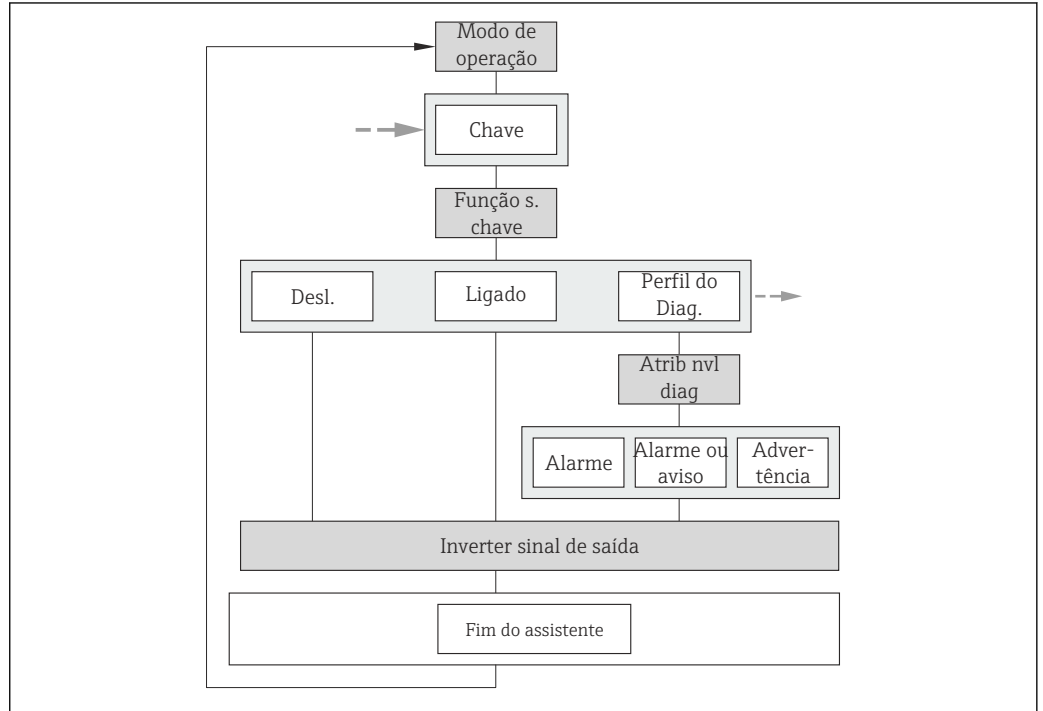 Modo de
operação
Chave
Função s.
chave
Desl.
Ligado
Perfil do
Diag.
Atrib nvl
diag
Alarme
Alarme ou
aviso
Adver-
tência
Inverter sinal de saída
Fim do assistente